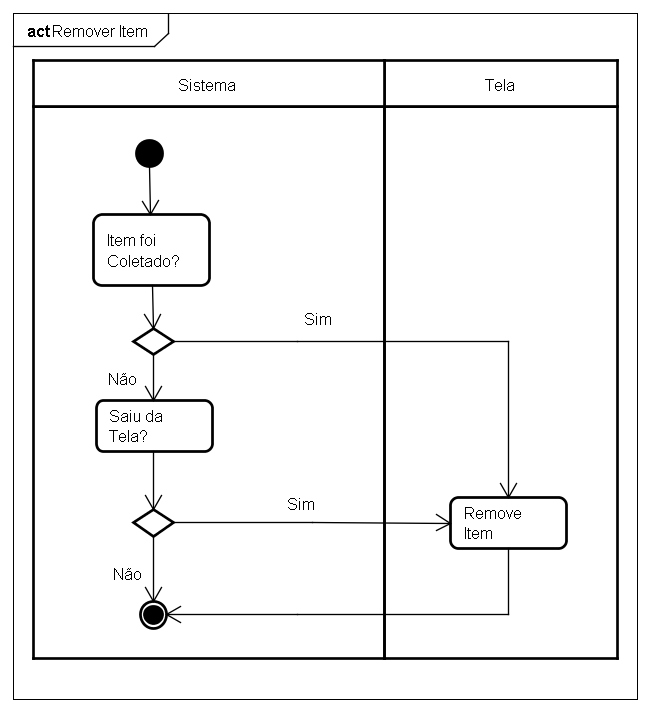 act Remover Item
Sistema
Tela
Item foi
Coletado?
Sim
Não
Saiu da
Tela?
Sim
Remove
Item
Não